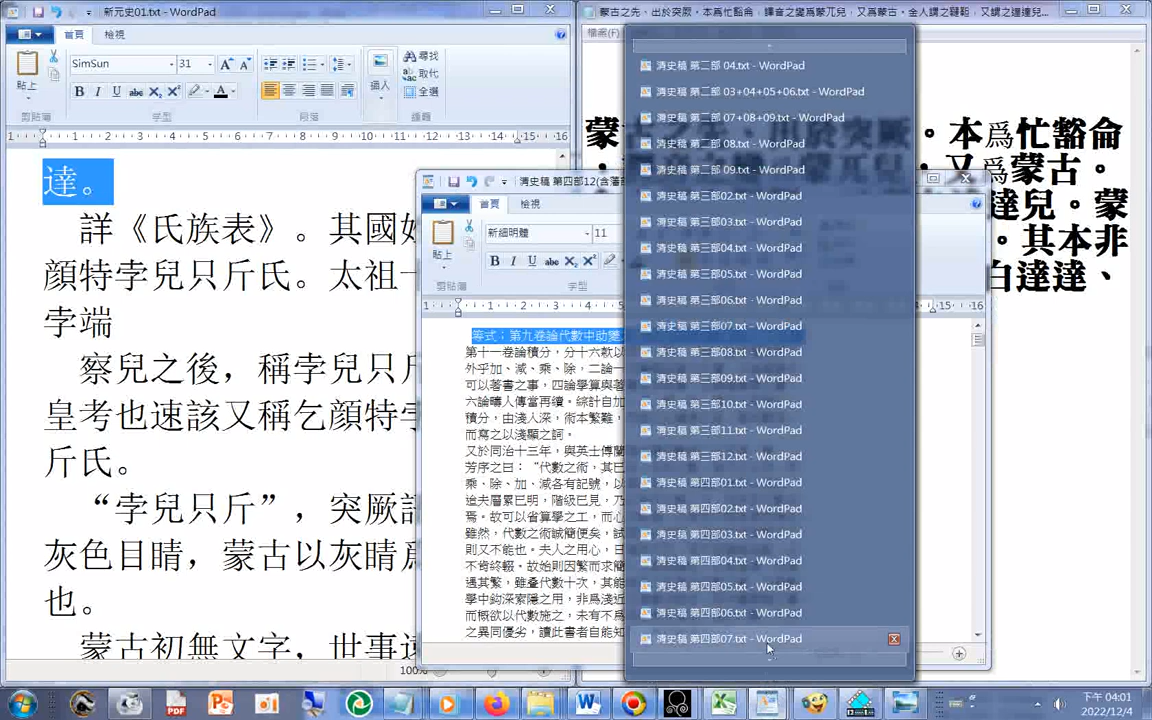 新元史01.txt - WordPad
首頁
檢視
SimSun
31
貼上
剪貼簿
字型
段落
插入
尋找
取代
全選
編輯
達。
詳《氏族表》。其國
顏特孛兒只斤氏。太祖
孛端
察兒之後，稱孛兒只
皇考也速該又稱乞顏特
斤氏。
“孛兒只斤”，突厥
灰色目睛，蒙古以灰睛爲
也。
蒙古初無文字，世事
100%
蒙古之先，出於突厥。本爲忙豁侖，譯音之變爲蒙兀兒，又爲蒙古。金人謂之韃靼，又謂之達達兒...
檔案(F)
蒙古之先，出於突厥。本爲忙豁侖
，
，又爲蒙古。
達兒。蒙
。其本非
白達達、
清史稿 第四部12(含藩
首頁
檢視
新細明體
11
貼上
剪貼簿
字型
等式；第九卷論代數中助變
第十一卷論積分，分十六款以
外乎加、減、乘、除，二論一
可以著書之事，四論學算與著
六論疇人傳當再續。綜計自加
積分，由淺入深，術本繁難，
而寫之以淺顯之詞。
又於同治十三年，與英士傅蘭
芳序之曰：“代數之術，其已
乘、除、加、減各有記號，以
迨夫層累已明，階級已見，乃
焉。故可以省算學之工，而心
雖然，代數之術誠簡便矣，試
則又不能也。夫人之用心，日
不肯終輟。故始則因繁而求簡
遇其繁，雖疊代數十次，其能
學中鉤深索隱之用，非爲淺近
而概欲以代數施之，未有不爲
之異同優劣，讀此書者自能知
清史稿 第二部 04.txt - WordPad
清史稿 第二部 03+04+05+06.txt - WordPad
清史稿 第二部 07+08+09.txt - WordPad
清史稿 第二部 08.txt - WordPad
清史稿 第二部 09.txt - WordPad
清史稿 第三部02.txt - WordPad
清史稿 第三部03.txt - WordPad
清史稿 第三部04.txt - WordPad
清史稿 第三部05.txt - WordPad
清史稿 第三部06.txt - WordPad
清史稿 第三部07.txt - WordPad
清史稿 第三部08.txt - WordPad
清史稿 第三部09.txt - WordPad
清史稿 第三部10.txt - WordPad
清史稿 第三部11.txt - WordPad
清史稿 第三部12.txt - WordPad
清史稿 第四部01.txt - WordPad
清史稿 第四部02.txt - WordPad
清史稿 第四部03.txt - WordPad
清史稿 第四部04.txt - WordPad
清史稿 第四部05.txt - WordPad
清史稿 第四部06.txt - WordPad
清史稿 第四部07.txt - WordPad
下午 04:01
2022/12/4